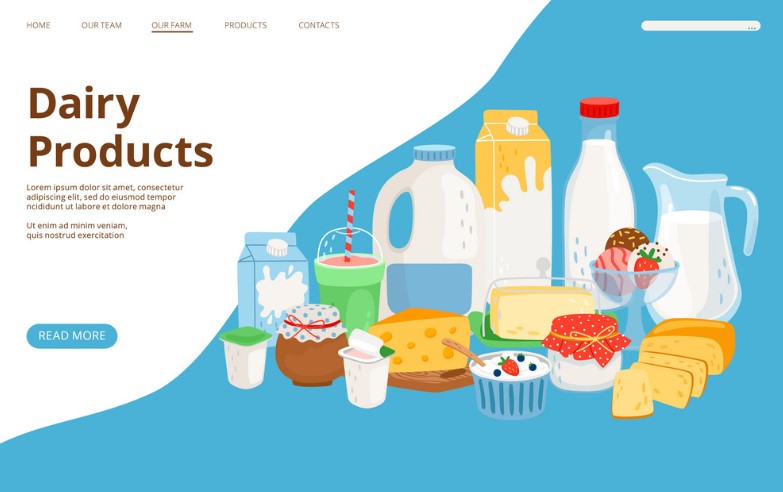 HOME OUR TEAM OUR FARM PRODUCTS CONTACTS
Dairy
Products
Lorem ipsum dolor sit amet, consectetur
adipiscing elit, sed do eiusmod tempor
ncididunt ut labore et dolore magna
Ut enim ad minim veniam,
quis nostrud exercitation
READ MORE